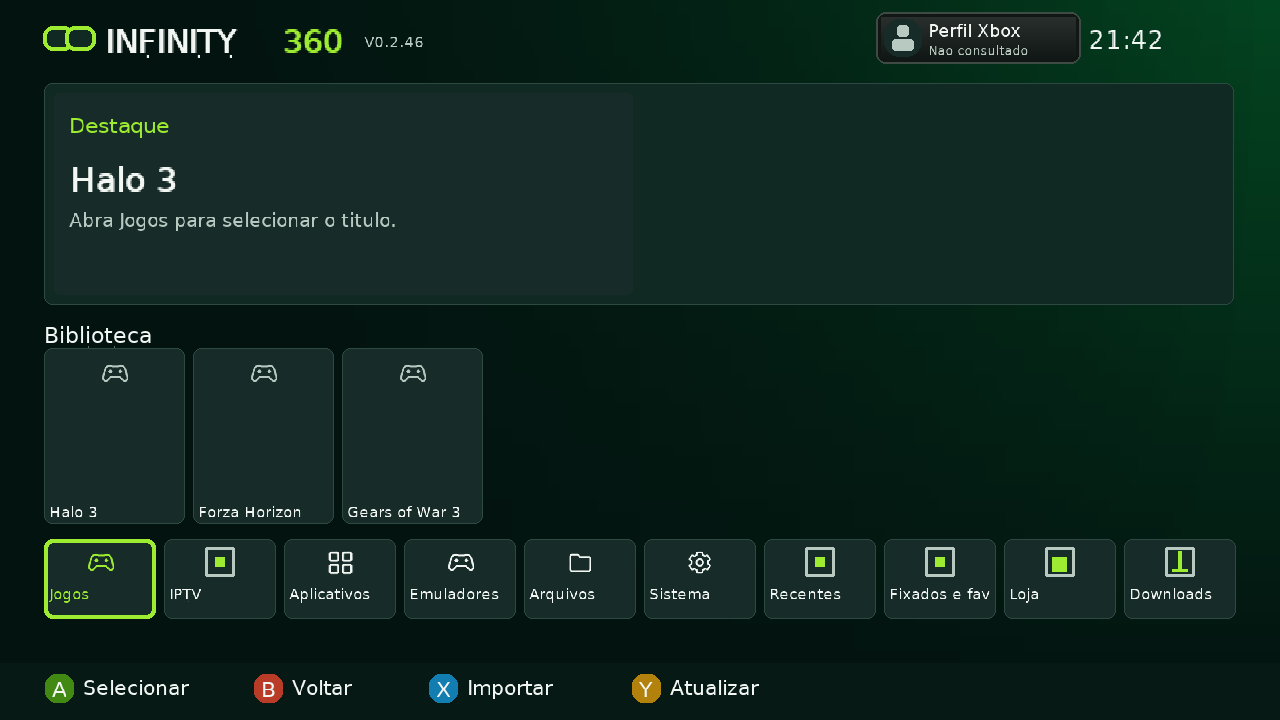 INFINITY 360 V0.2.46
Perfil Xbox
Nao consultado
21:42
Destaque
Halo 3
Abra Jogos para selecionar o titulo.
Biblioteca
Halo 3
Forza Horizon
Gears of War 3
Jogos
IPTV
Aplicativos
Emuladores
Arquivos
Sistema
Recentes
Fixados e fav
Loja
Downloads
A Selecionar
B Voltar
X Importar
Y Atualizar